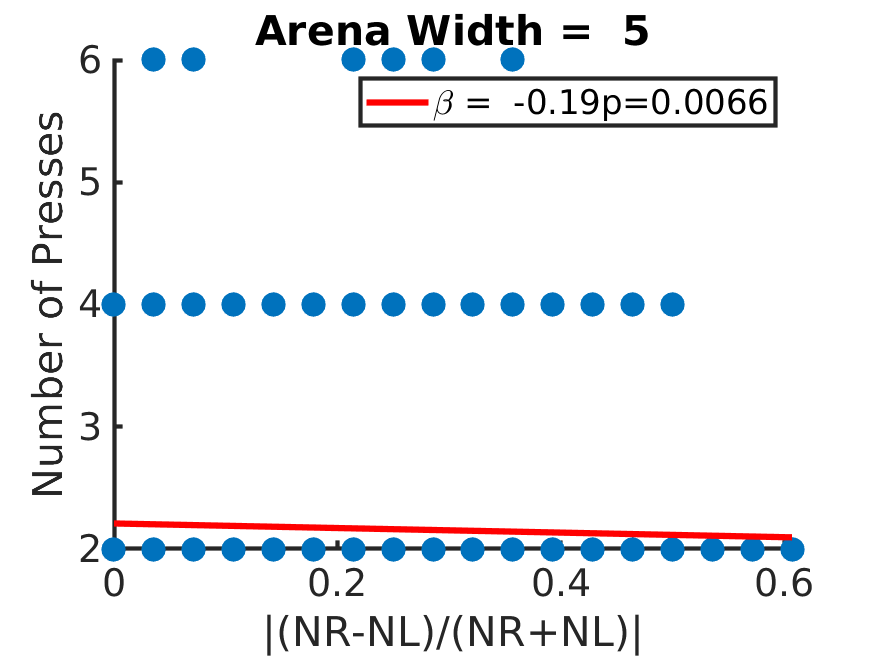 Arena Width =  5
6
β =  -0.19p=0.0066
5
4
3
2
Number of Presses
0 0.2 0.4 0.6
|(NR-NL)/(NR+NL)|